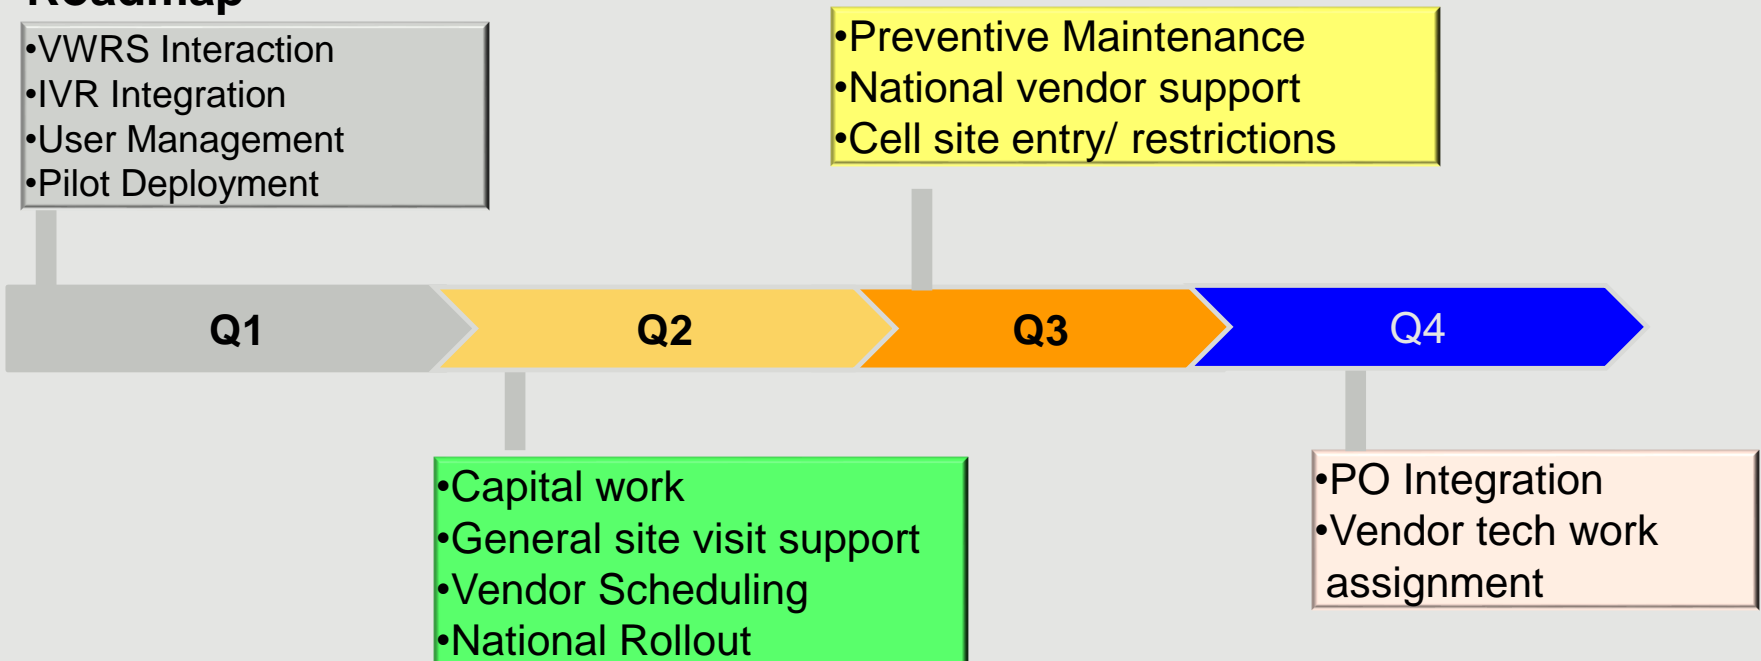 Roadmap
•VWRS Interaction
•IVR Integration
•User Management
•Pilot Deployment
•Preventive Maintenance
•National vendor support
•Cell site entry/ restrictions
Q1
Q2
Q3
Q4
•Capital work
•General site visit support
•Vendor Scheduling
•National Rollout
•PO Integration
•Vendor tech work
assignment